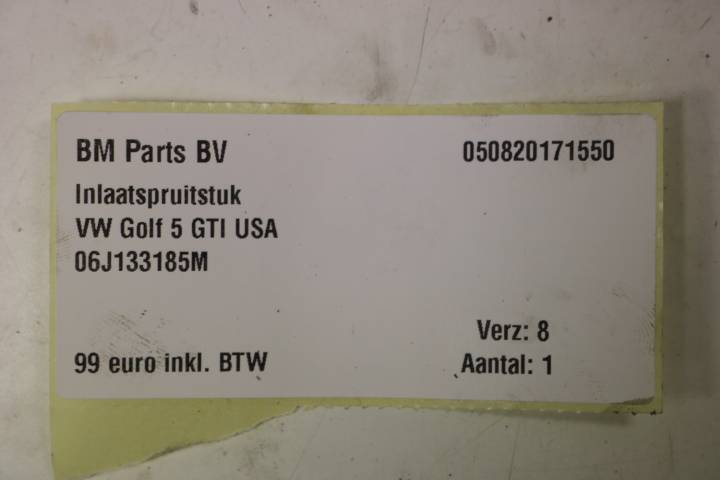 BM Parts BV 050820171550
Inlaatspruitstuk
VW Golf 5 GTI USA
06J133185M
Verz: 8
99 euro inkl. BTW Aantal: 1